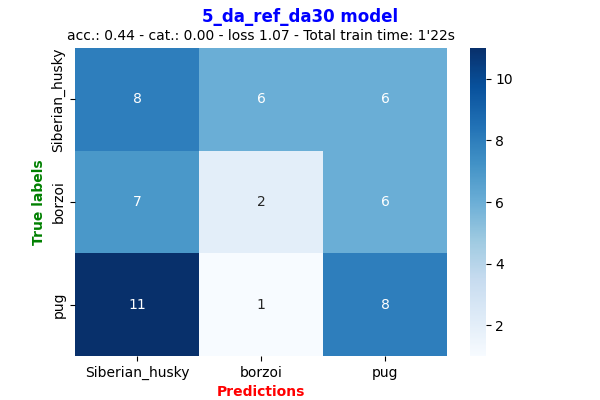 5_da_ref_da30 model
acc.: 0.44 - cat.: 0.00 - loss 1.07 - Total train time: 1'22s
True labels
Siberian_husky
8 6 6
borzoi
7 2 6
pug
11 1 8
Siberian_husky borzoi pug
Predictions
10
8
6
4
2